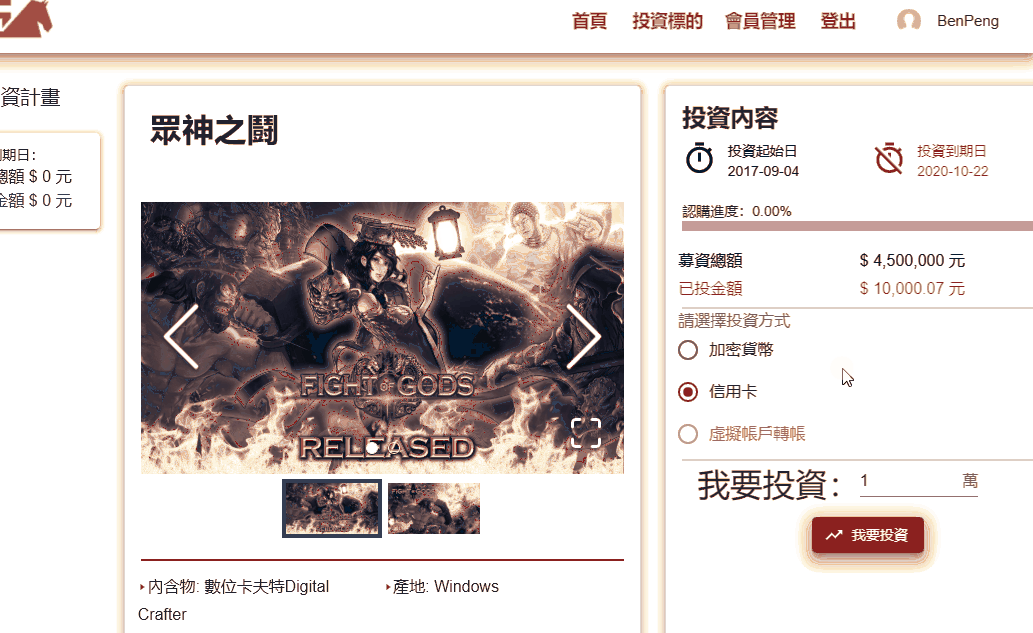 首頁 投資標的 會員管理 登出 BenPeng
資計畫
期日:
總額 $ 0 元
金額 $ 0 元
眾神之鬪
FIGHT OF GODS
RELEASED
▸內含物: 數位卡夫特Digital Crafter
▸產地: Windows
投資內容
投資起始日
2017-09-04
投資到期日
2020-10-22
認購進度: 0.00%
募資總額 $ 4,500,000 元
已投金額 $ 10,000.07 元
請選擇投資方式
加密貨幣
信用卡
虛擬帳戶轉帳
我要投資: 1 萬
我要投資